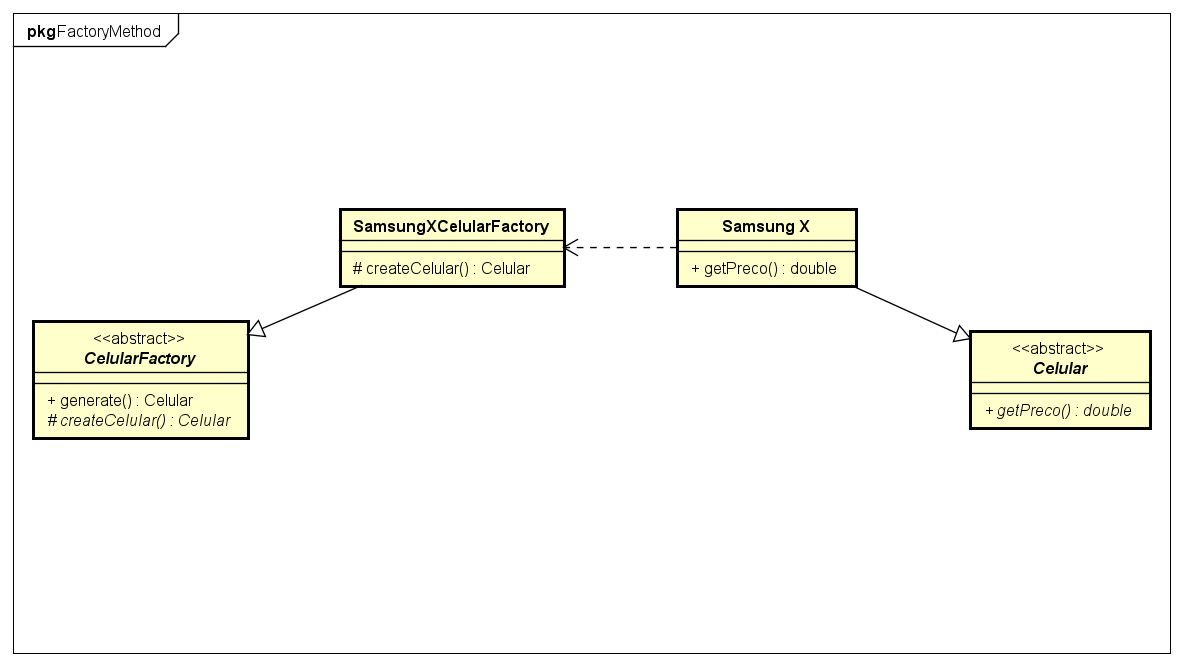 pkgFactoryMethod
SamsungXCelularFactory
# createCelular() : Celular
Samsung X
+ getPreco() : double
<<abstract>>
CelularFactory
+ generate() : Celular
# createCelular() : Celular
<<abstract>>
Celular
+ getPreco() : double